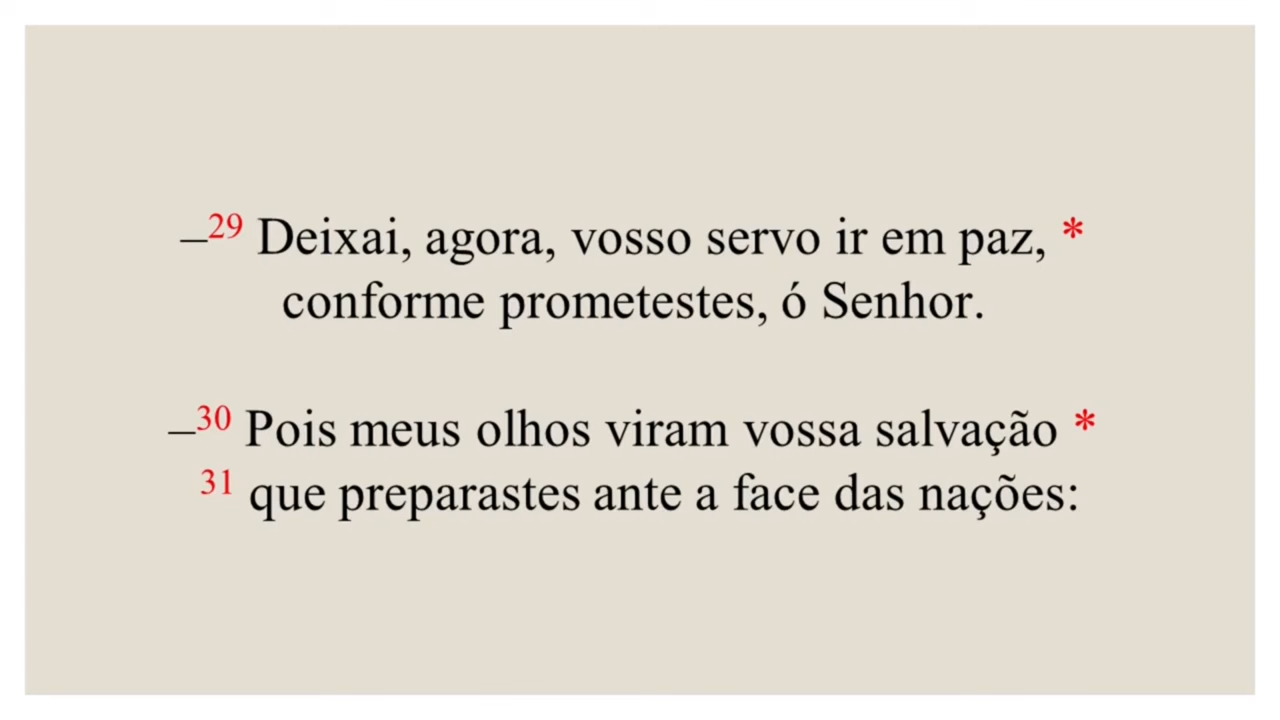 –29 Deixai, agora, vosso servo ir em paz, *
conforme prometestes, ó Senhor.
–30 Pois meus olhos viram vossa salvação *
31 que preparastes ante a face das nações: